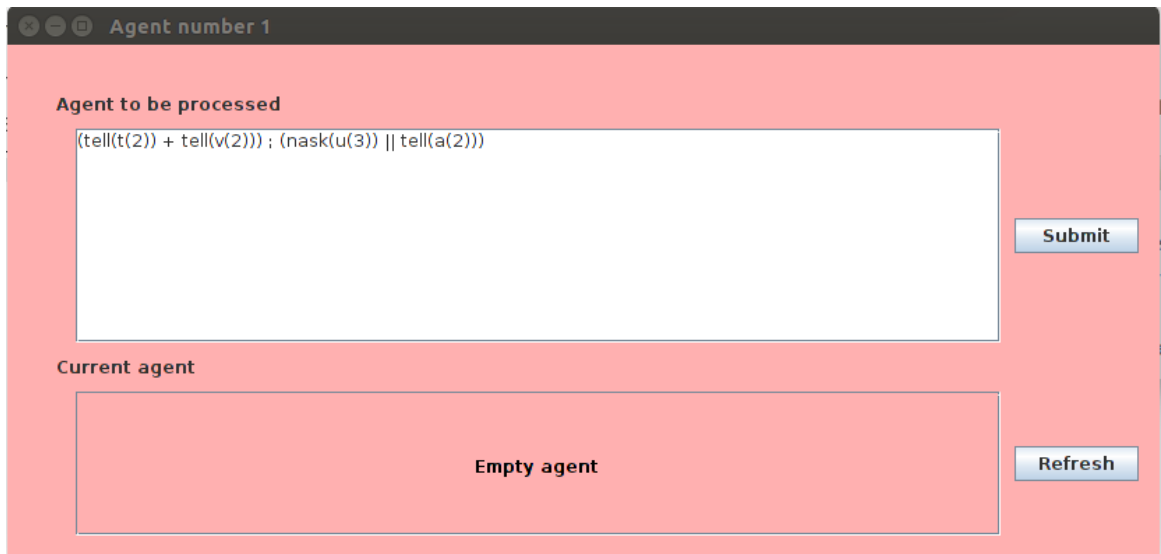 Agent number 1
Agent to be processed
(tell(t(2)) + tell(v(2))) ; (nask(u(3)) || tell(a(2)))
Submit
Current agent
Empty agent
Refresh